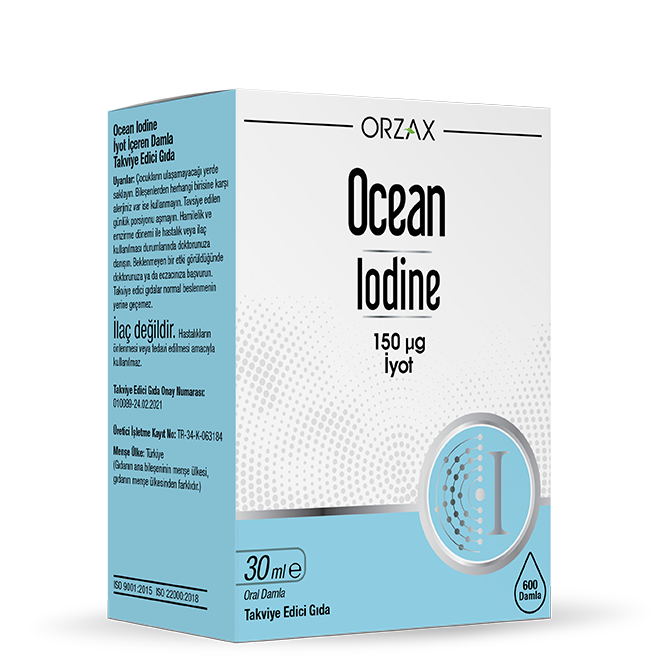 Ocean Iodine
İyot İçeren Damla
Takviye Edici Gıda
Uyarılar: Çocukların ulaşamayacağı yerde
saklayın. Bileşenlerden herhangi birisine karşı
alerjiniz var ise kullanmayın. Tavsiye edilen
günlük porsiyonu aşmayın. Hamilelik ve
emzirme dönemi ile hastalık veya ilaç
kullanılması durumlarında doktorunuza
danışın. Beklenmeyen bir etki görüldüğünde
doktorunuza ya da eczacınıza başvurun.
Takviye edici gıdalar normal beslenmenin
yerine geçemez.
İlaç değildir. Hastalıkların
önlenmesi veya tedavi edilmesi amacıyla
kullanılmaz.
Takviye Edici Gıda Onay Numarası:
010089-24.02.2021
Üretici İşletme Kayıt No: TR-34-K-063184
Menşe Ülke: Türkiye
(Gıdanın ana bileşeninin menşe ülkesi,
gıdanın menşe ülkesinden farklıdır.)
ISO 9001:2015 ISO 22000:2018
ORZAX
Ocean
Iodine
150 µg
İyot
I
30 ml e
Oral Damla
Takviye Edici Gıda
600
Damla